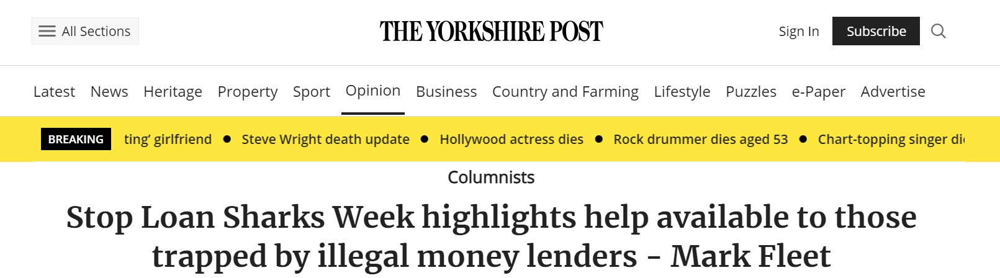 All Sections
THE YORKSHIRE POST
Sign In
Subscribe
Latest News Heritage Property Sport Opinion Business Country and Farming Lifestyle Puzzles e-Paper Advertise
BREAKING ting’ girlfriend ● Steve Wright death update ● Hollywood actress dies ● Rock drummer dies aged 53 ● Chart-topping singer
Columnists
Stop Loan Sharks Week highlights help available to those
trapped by illegal money lenders - Mark Fleet